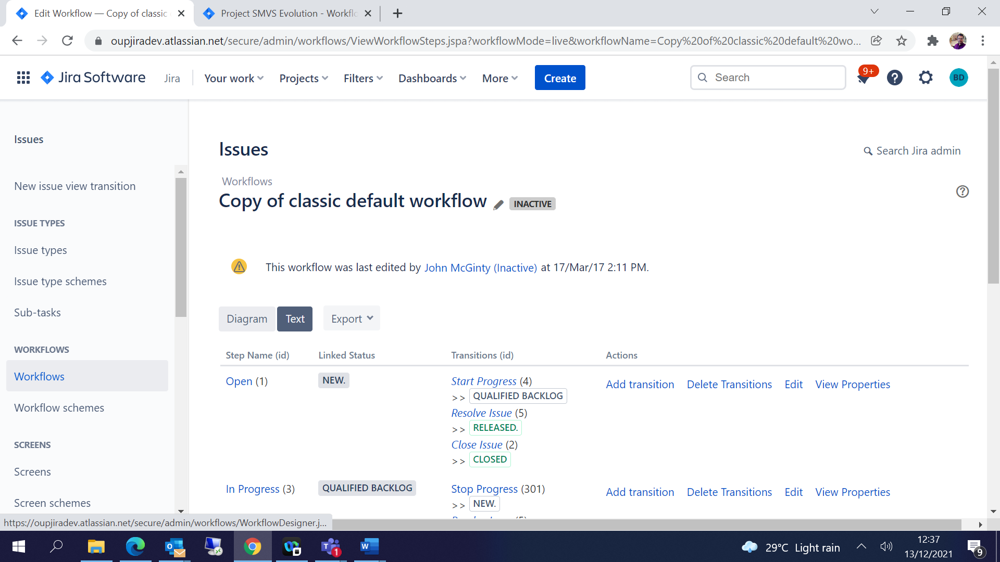 Edit Workflow — Copy of classic
Project SMVS Evolution - Workflo
oupjiradev.atlassian.net/secure/admin/workflows/ViewWorkflowSteps.jspa?workflowMode=live&workflowName=Copy%20of%20classic%20default%20wo...
Jira Software Jira Your work Projects Filters Dashboards More Create Search 9+ BD
Issues
New issue view transition
ISSUE TYPES
Issue types
Issue type schemes
Sub-tasks
WORKFLOWS
Workflows
Workflow schemes
SCREENS
Screens
Screen schemes
Issues
Search Jira admin
Workflows
Copy of classic default workflow INACTIVE
This workflow was last edited by John McGinty (Inactive) at 17/Mar/17 2:11 PM.
Diagram Text Export
Step Name (id) Linked Status Transitions (id) Actions
Open (1) NEW. Start Progress (4) Add transition Delete Transitions Edit View Properties
>> QUALIFIED BACKLOG
Resolve Issue (5)
>> RELEASED.
Close Issue (2)
>> CLOSED
In Progress (3) QUALIFIED BACKLOG Stop Progress (301) Add transition Delete Transitions Edit View Properties
>> NEW.
https://oupjiradev.atlassian.net/secure/admin/workflows/WorkflowDesigner.j...
29°C Light rain
12:37
13/12/2021
9
1